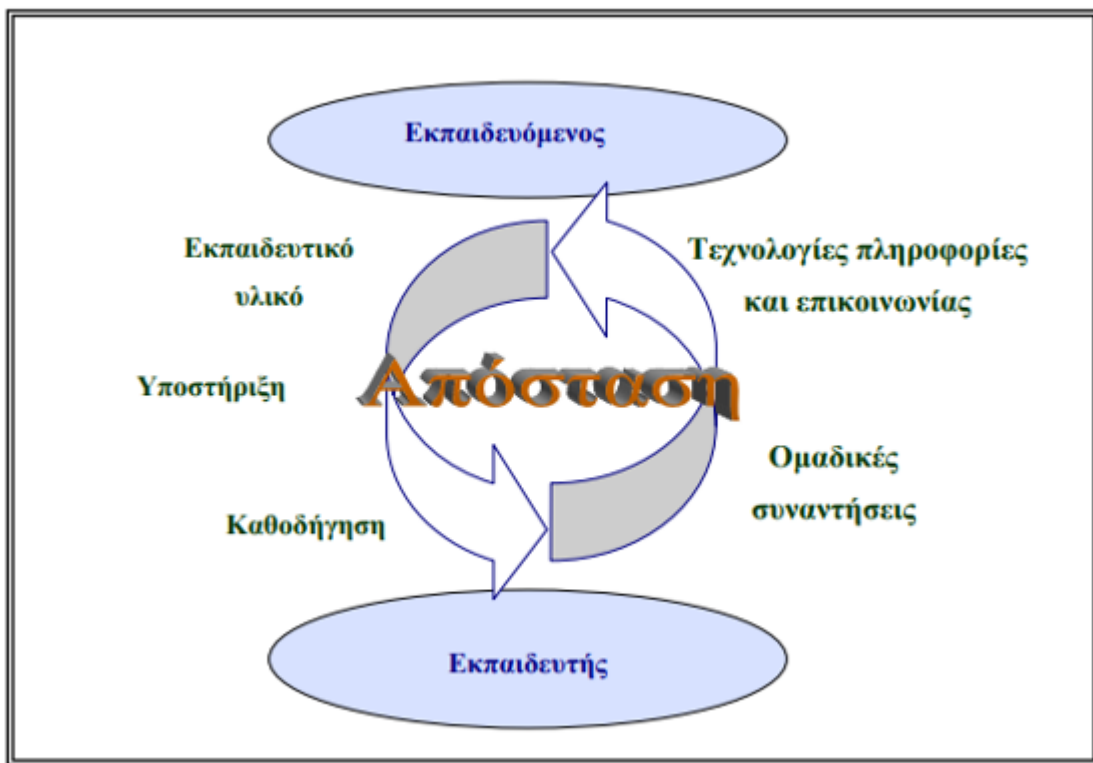 Εκπαιδευόμενος
Εκπαιδευτικό
υλικό
Τεχνολογίες πληροφορίες
και επικοινωνίας
Υποστήριξη
Απόσταση
Ομαδικές
συναντήσεις
Καθοδήγηση
Εκπαιδευτής